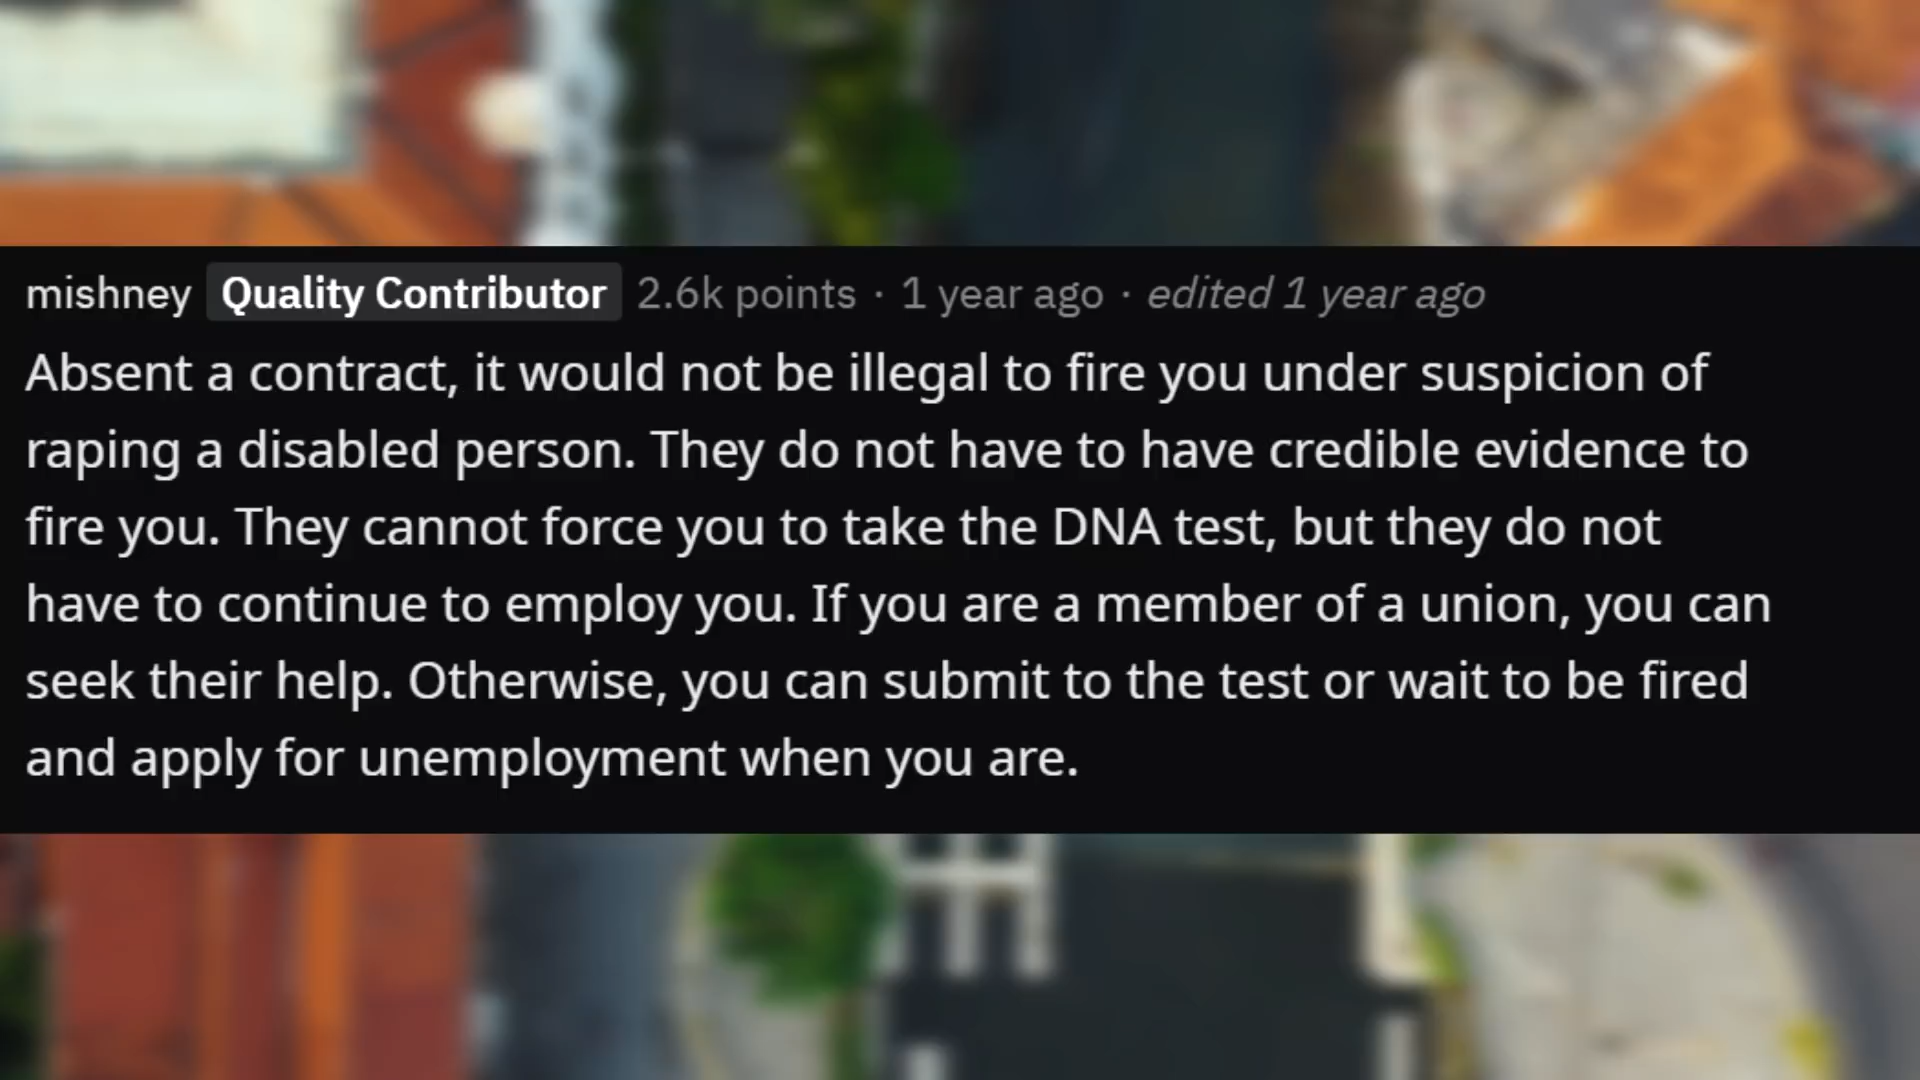 mishney Quality Contributor 2.6k points · 1 year ago · edited 1 year ago
Absent a contract, it would not be illegal to fire you under suspicion of
raping a disabled person. They do not have to have credible evidence to
fire you. They cannot force you to take the DNA test, but they do not
have to continue to employ you. If you are a member of a union, you can
seek their help. Otherwise, you can submit to the test or wait to be fired
and apply for unemployment when you are.